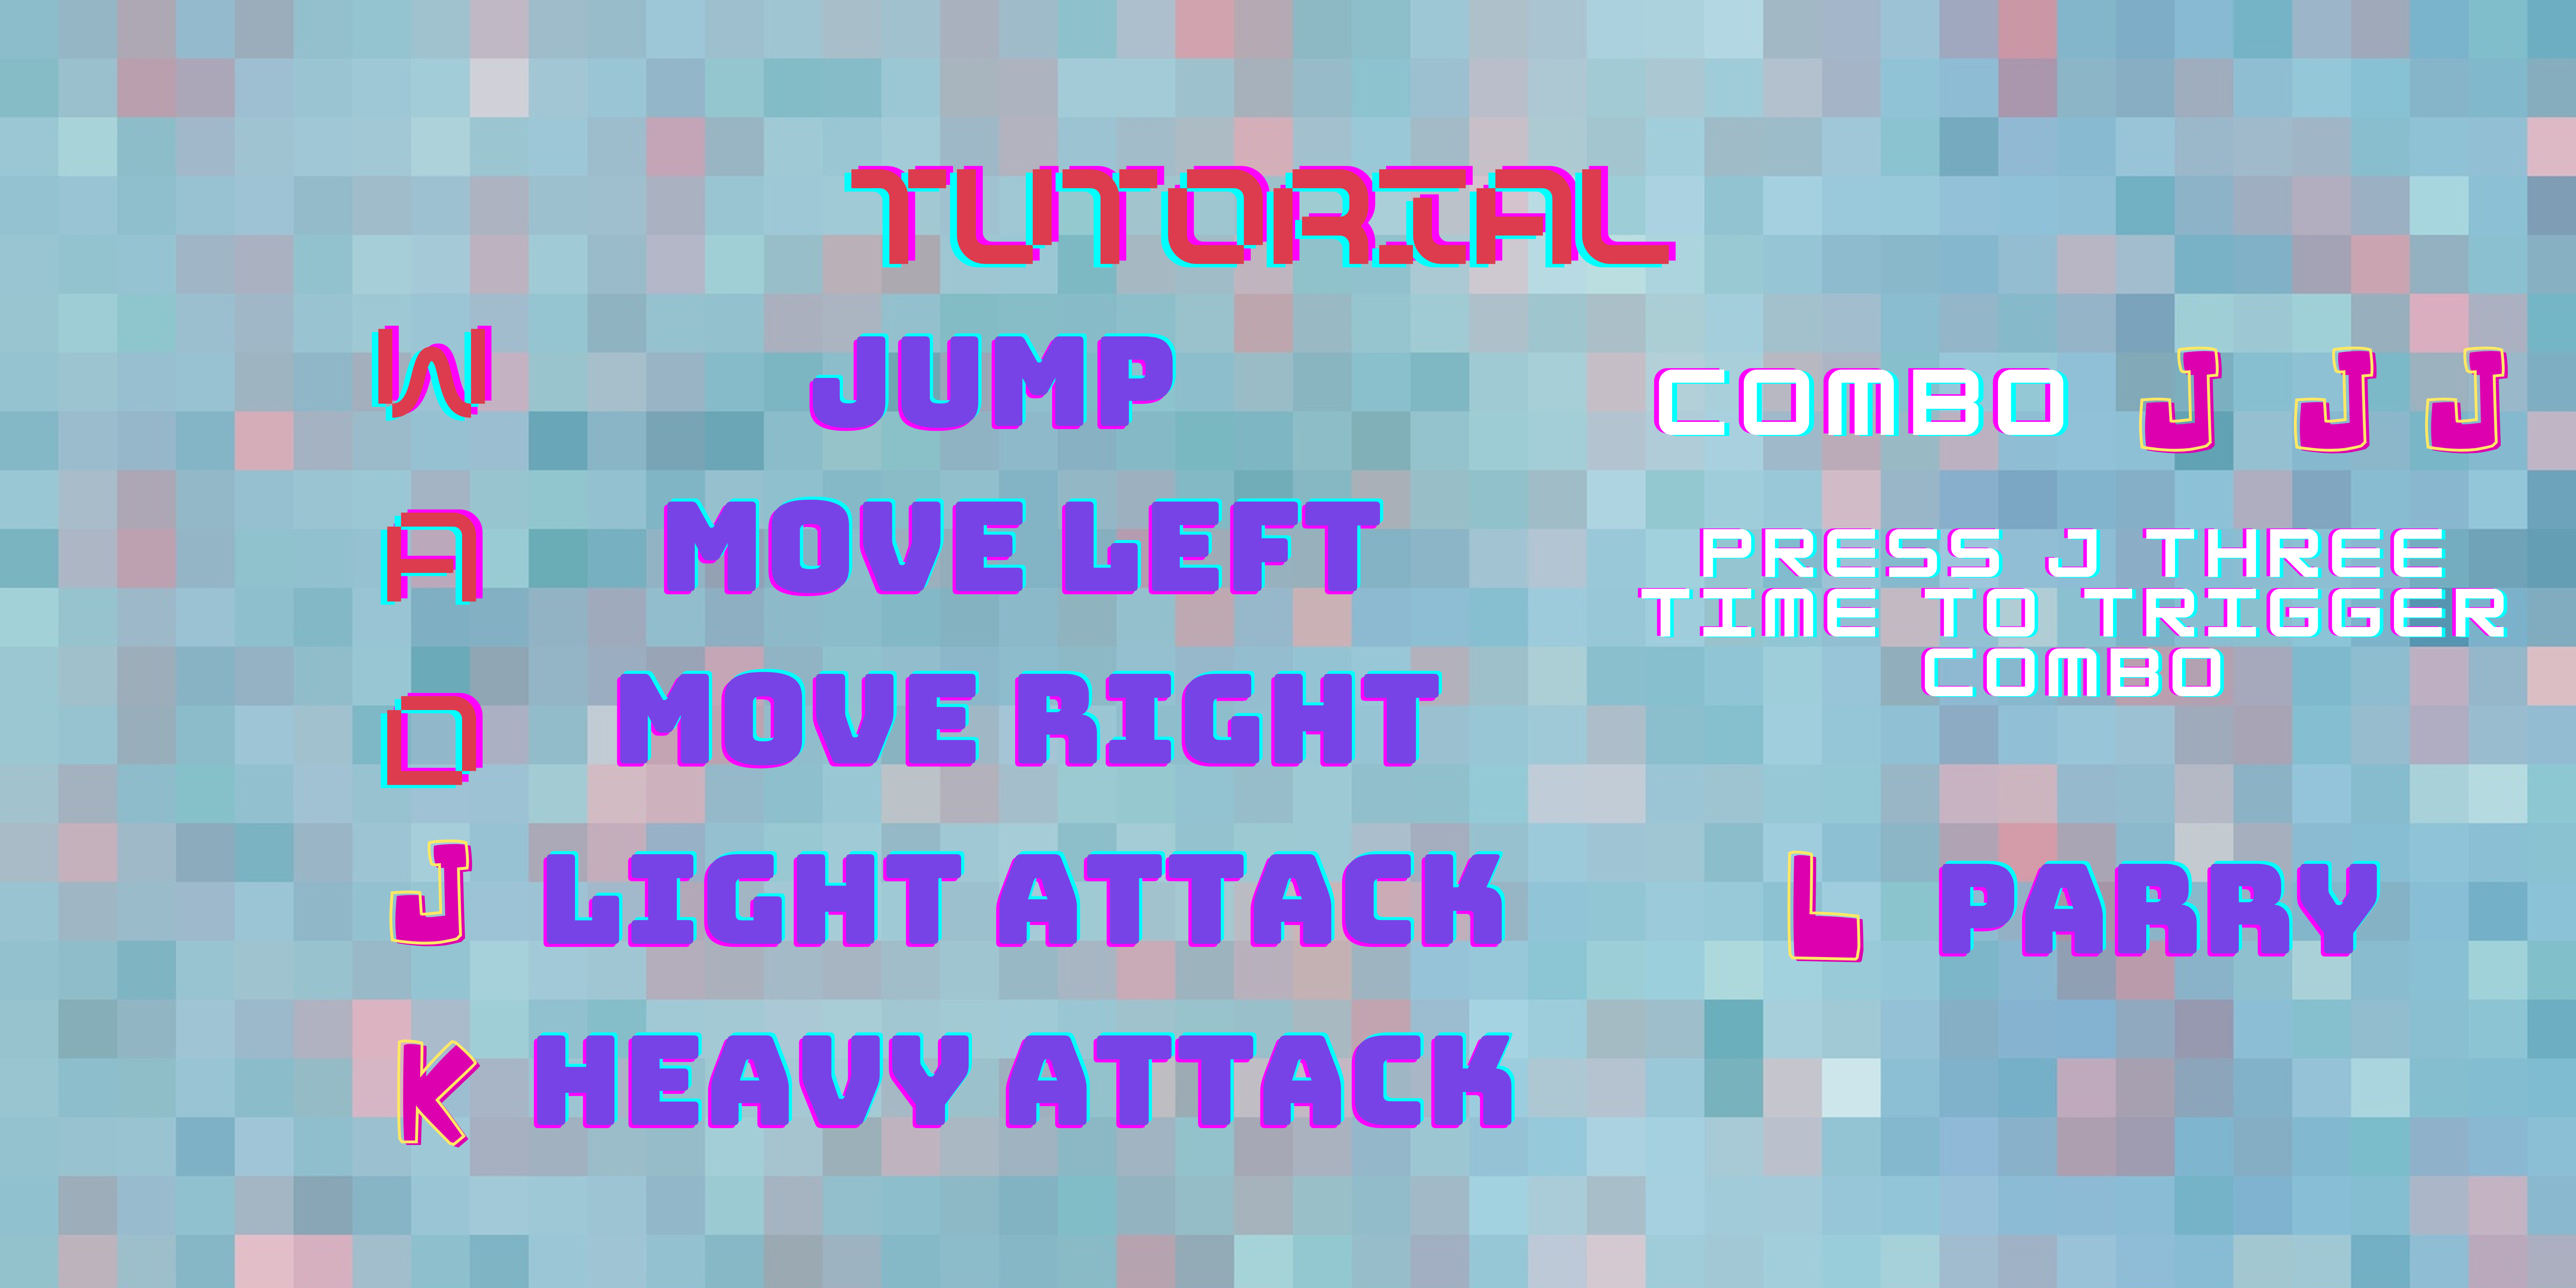 TUTORIAL
W JUMP
A MOVE LEFT
D MOVE RIGHT
J LIGHT ATTACK
K HEAVY ATTACK
COMBO J J J
PRESS J THREE
TIME TO TRIGGER
COMBO
L PARRY